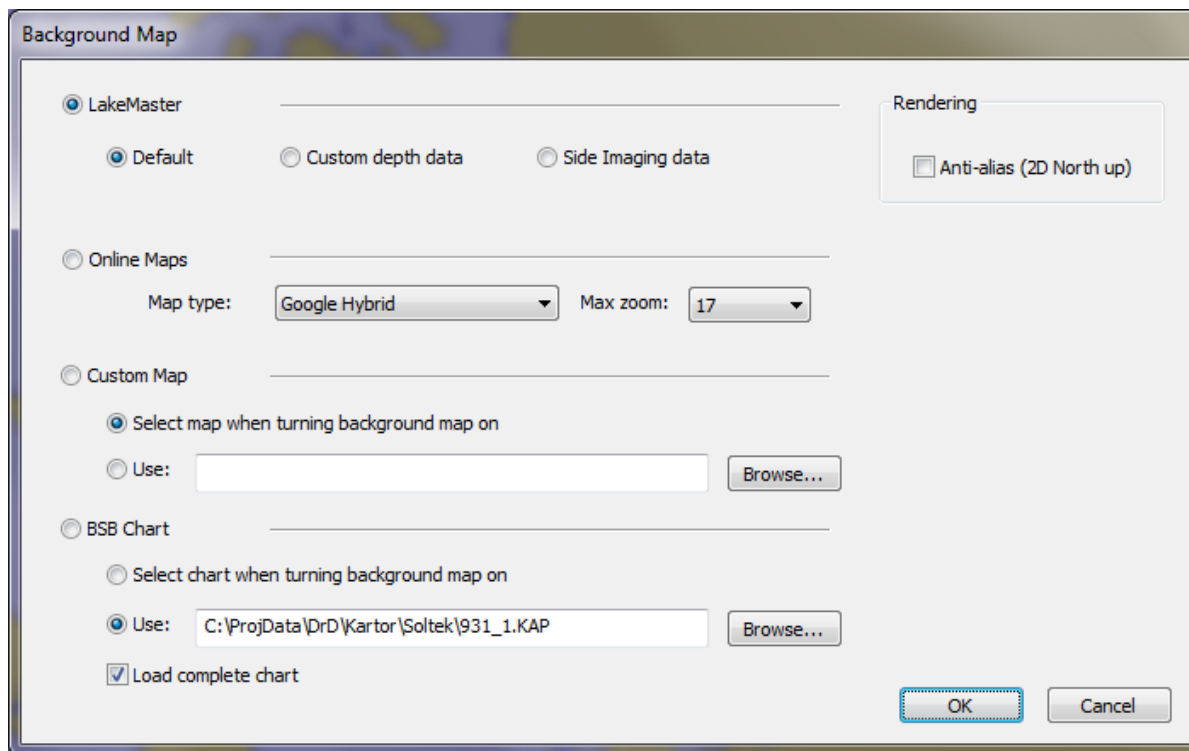 Background Map
LakeMaster
Rendering
Default Custom depth data Side Imaging data
Anti-alias (2D North up)
Online Maps
Map type: Google Hybrid Max zoom: 17
Custom Map
Select map when turning background map on
Use: Browse...
BSB Chart
Select chart when turning background map on
Use: C:\ProjData\DrD\Kartor\Soltek\931_1.KAP Browse...
Load complete chart
OK Cancel